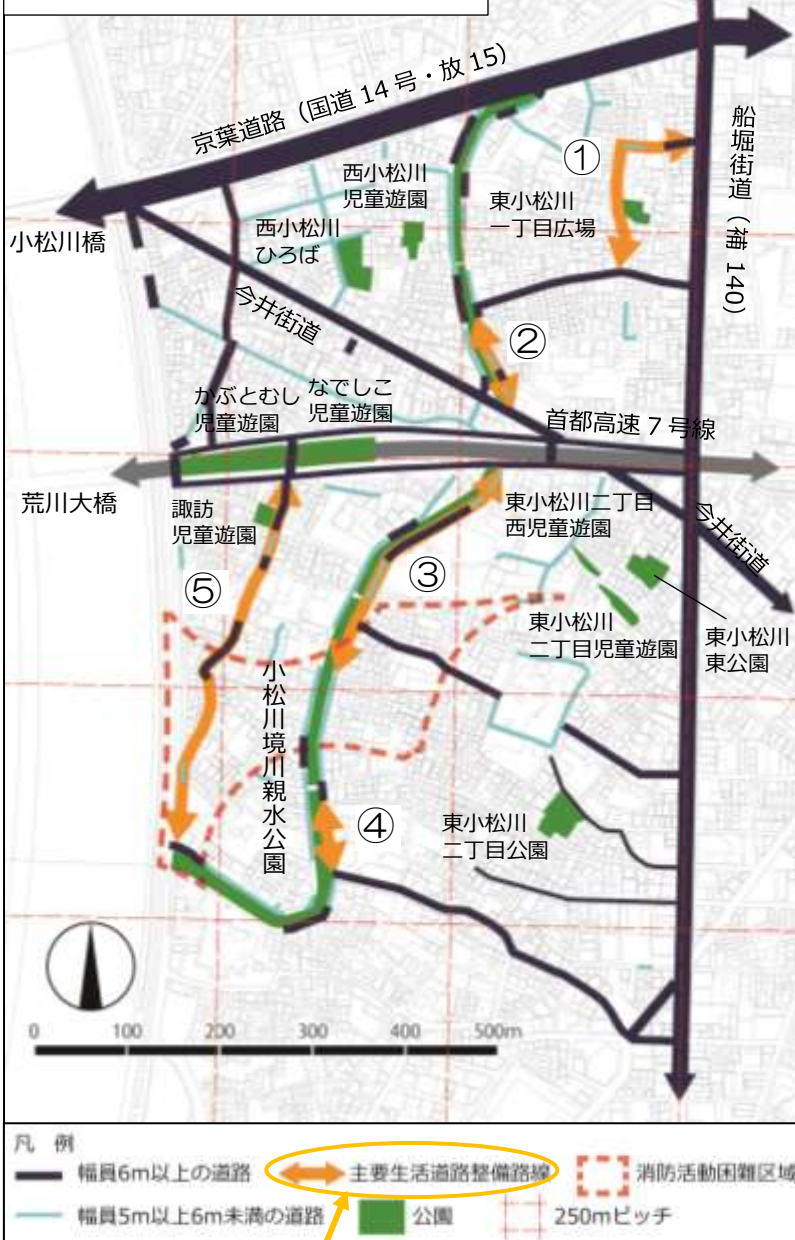 京葉道路（国道14号・放15）
船堀街道（補140）
①
西小松川
児童遊園
東小松川
一丁目広場
小松川橋
西小松川
ひろば
今井街道
②
かぶとむし
児童遊園
なでしこ
児童遊園
首都高速7号線
荒川大橋
諏訪
児童遊園
東小松川二丁目
西児童遊園
今井街道
③
⑤
東小松川
二丁目児童遊園
東小松川
東公園
小松川境川親水公園
④
東小松川
二丁目公園
0 100 200 300 400 500m
凡 例
幅員6m以上の道路
主要生活道路整備路線
消防活動困難区域
幅員5m以上6m未満の道路
公園
250mピッチ